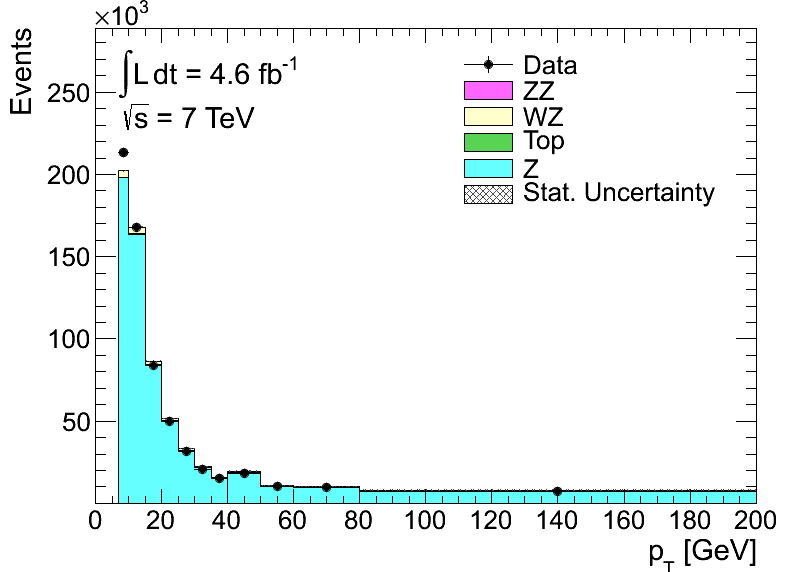 ×10³
Events
∫L dt = 4.6 fb⁻¹
√s = 7 TeV
Data
ZZ
WZ
Top
Z
Stat. Uncertainty
250
200
150
100
50
0 20 40 60 80 100 120 140 160 180 200
p_T [GeV]